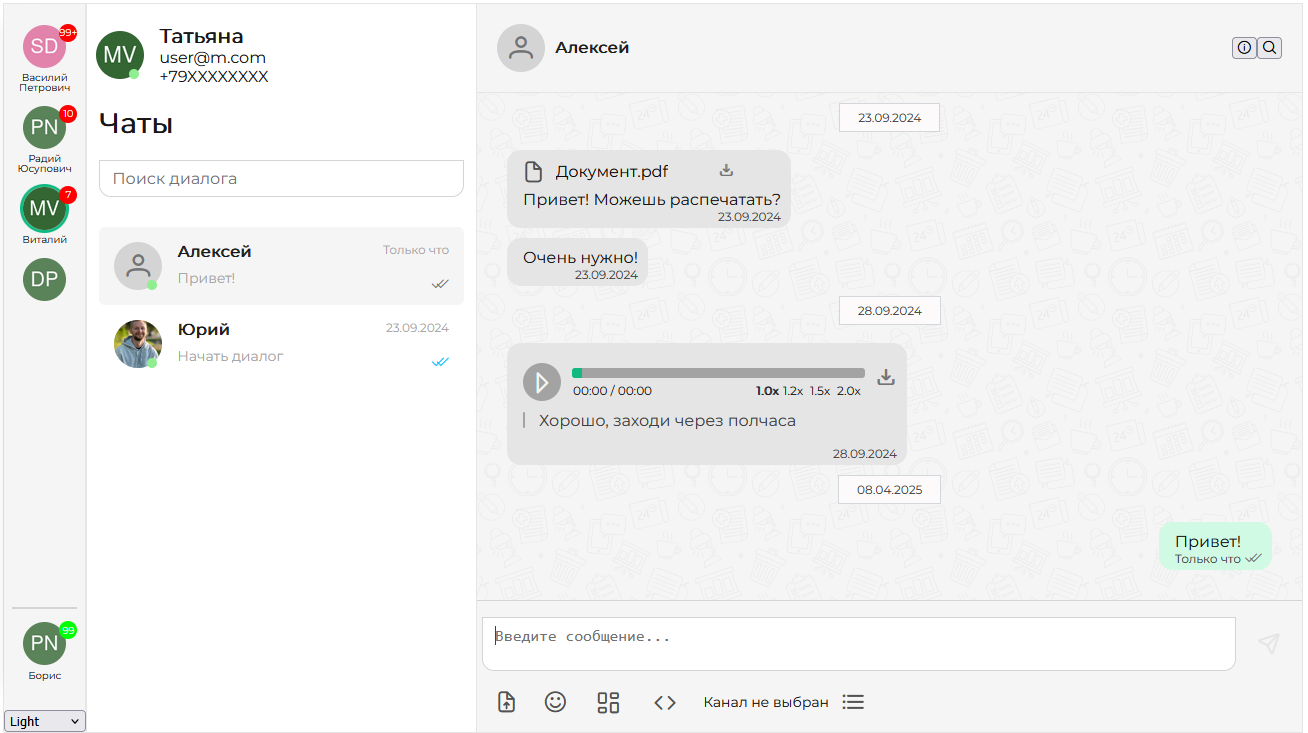 SD
99+
Василий
Петрович
PN
10
Радий
Юсупович
MV
7
Виталий
DP
PN
99
Борис
Light
MV
Татьяна
user@m.com
+79XXXXXXXX
Чаты
Поиск диалога
Алексей
Только что
Привет!
Юрий
23.09.2024
Начать диалог
Алексей
23.09.2024
Документ.pdf
Привет! Можешь распечатать?
23.09.2024
Очень нужно!
23.09.2024
28.09.2024
00:00 / 00:00 1.0x 1.2x 1.5x 2.0x
Хорошо, заходи через полчаса
28.09.2024
08.04.2025
Привет!
Только что
Введите сообщение...
Канал не выбран